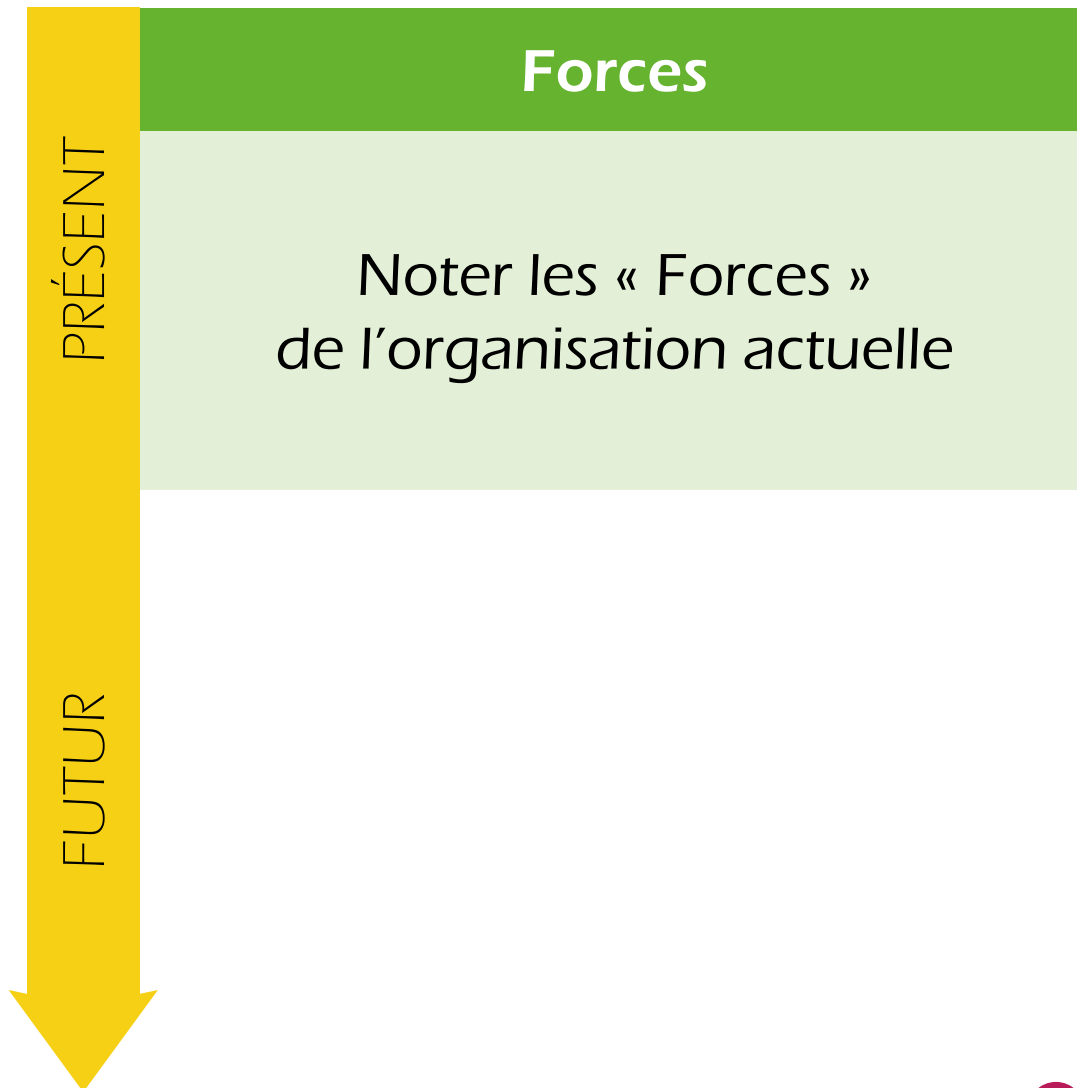 Forces
PRÉSENT
Noter les « Forces »
de l’organisation actuelle
FUTUR